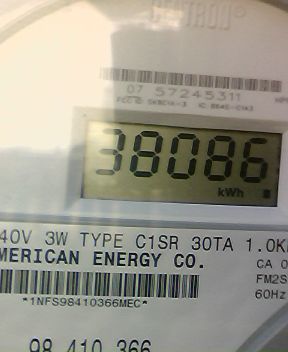 CENTRON®
07 57245311
38086
kWh
40V 3W TYPE C1SR 30TA 1.0K
MERICAN ENERGY CO.
CA 0
FM2S
60Hz
*1NFS98410366MEC*
98 410 366